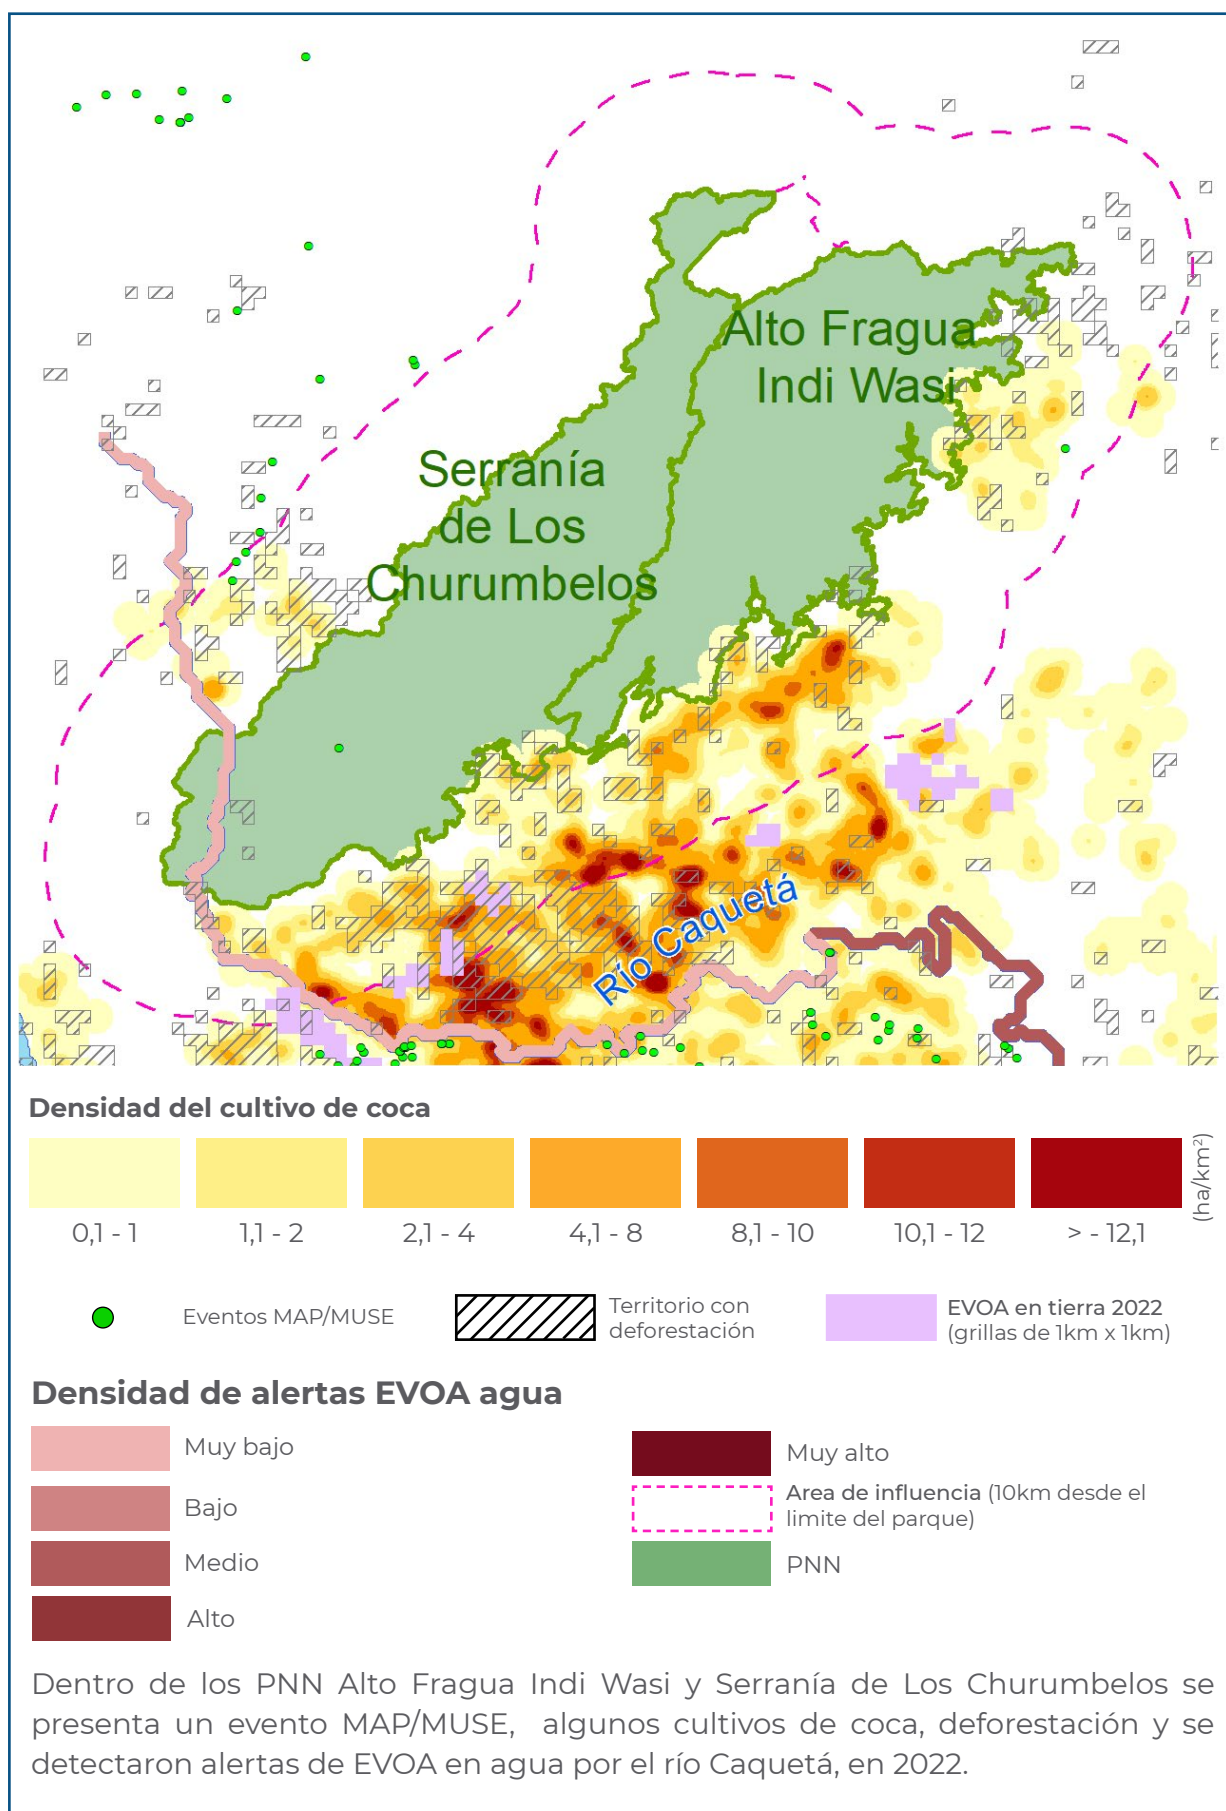 Alto Fragua
Indi Wasi
Serranía
de Los
Churumbelos
Río Caquetá
Densidad del cultivo de coca
0,1 - 1
1,1 - 2
2,1 - 4
4,1 - 8
8,1 - 10
10,1 - 12
> - 12,1
(ha/km²)
Eventos MAP/MUSE
Territorio con
deforestación
EVOA en tierra 2022
(grillas de 1km x 1km)
Densidad de alertas EVOA agua
Muy bajo
Bajo
Medio
Alto
Muy alto
Area de influencia (10km desde el
limite del parque)
PNN
Dentro de los PNN Alto Fragua Indi Wasi y Serranía de Los Churumbelos se
presenta un evento MAP/MUSE, algunos cultivos de coca, deforestación y se
detectaron alertas de EVOA en agua por el río Caquetá, en 2022.